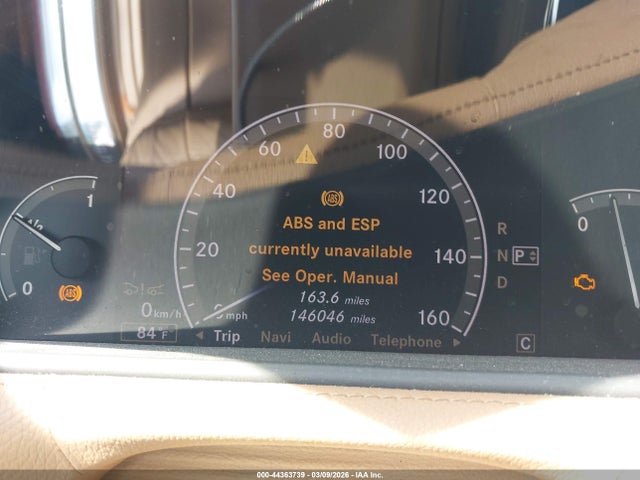 80
60
100
40
120
20
140
0 mph
160
ABS
ABS and ESP
currently unavailable
See Oper. Manual
163.6 miles
146046 miles
Trip Navi Audio Telephone
1
0
ABS
0 km/h
84°F
R
N P
D
C
0
000-44363739 | 03/09/2026 | IAA Inc.